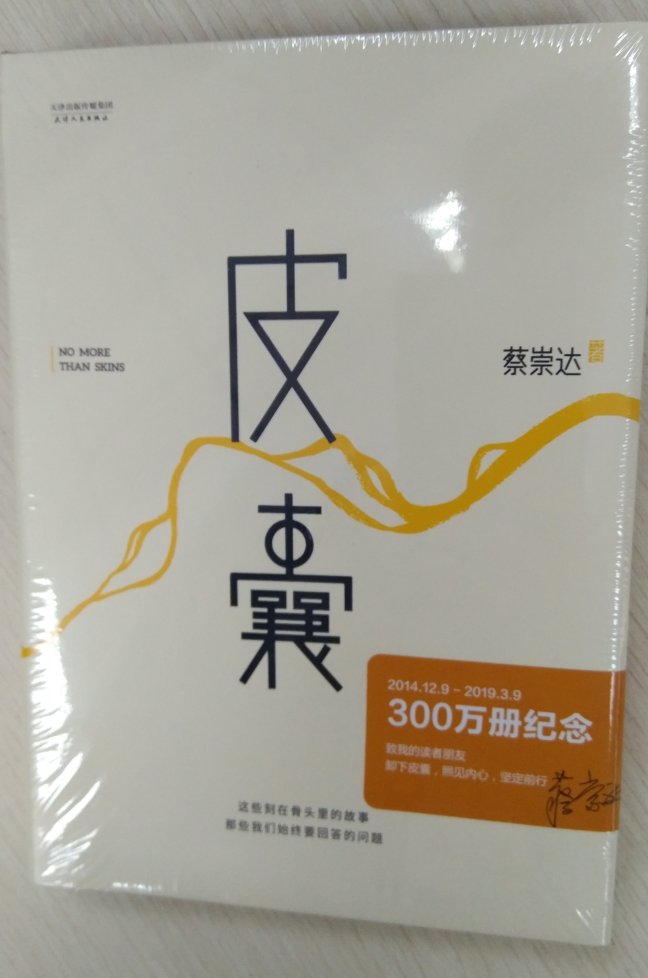 天津出版传媒集团
天津人民出版社
皮囊
NO MORE
THAN SKINS
蔡崇达
著
2014.12.9 - 2019.3.9
300万册纪念
致我的读者朋友
卸下皮囊，照见内心，坚定前行
蔡崇达
这些刻在骨头里的故事
那些我们始终要回答的问题